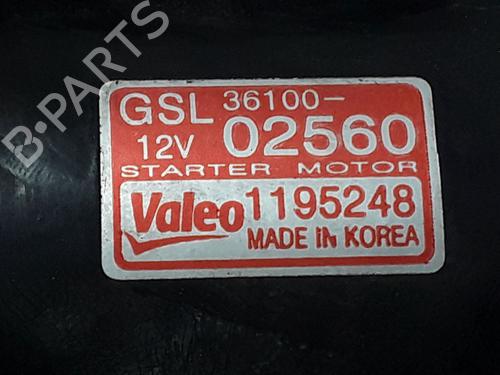 B-PARTS
GSL 36100-
12V 02560
STARTER MOTOR
Valeo 1195248
MADE IN KOREA